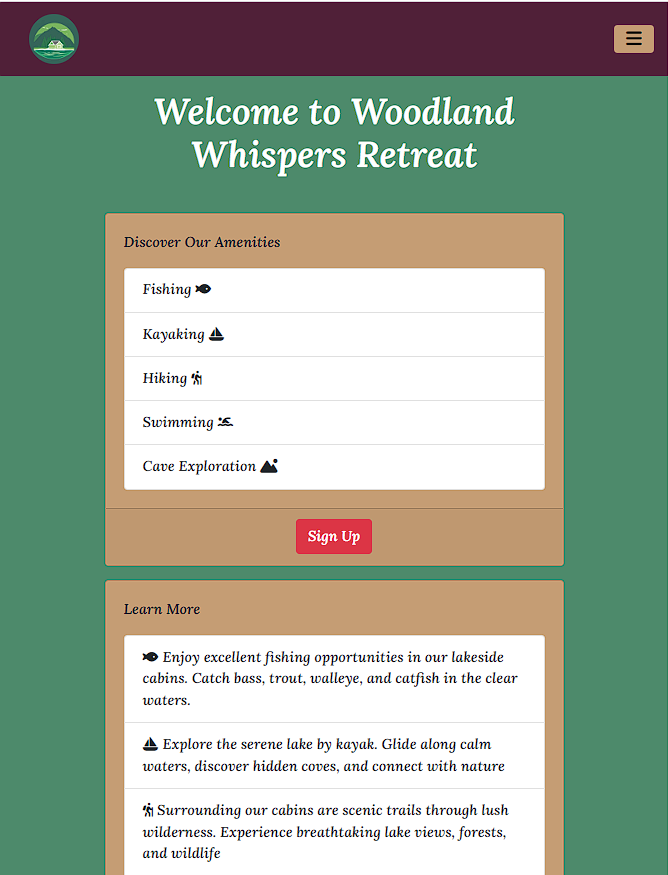 Welcome to Woodland
Whispers Retreat
Discover Our Amenities
Fishing
Kayaking
Hiking
Swimming
Cave Exploration
Sign Up
Learn More
Enjoy excellent fishing opportunities in our lakeside
cabins. Catch bass, trout, walleye, and catfish in the clear
waters.
Explore the serene lake by kayak. Glide along calm
waters, discover hidden coves, and connect with nature
Surrounding our cabins are scenic trails through lush
wilderness. Experience breathtaking lake views, forests,
and wildlife